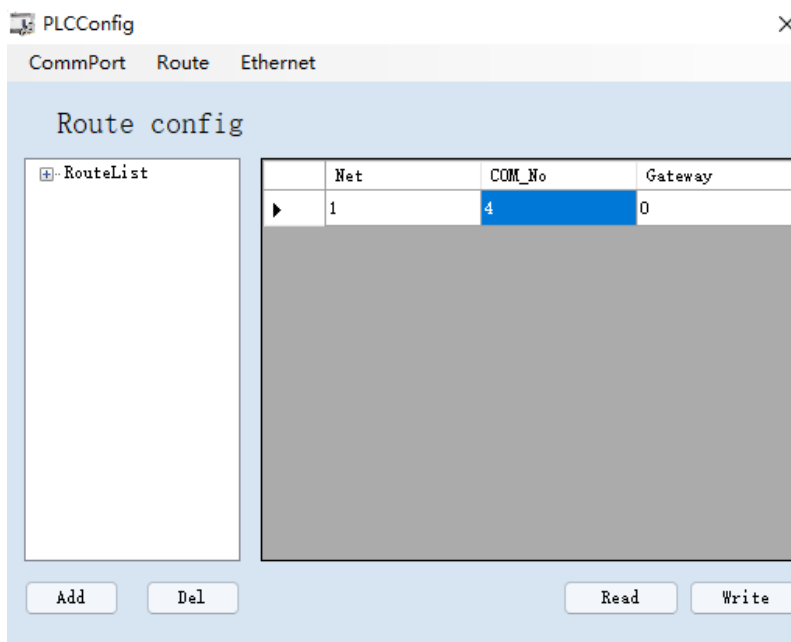 PLCConfig
CommPort Route Ethernet
Route config
RouteList
Net COM_No Gateway
1 4 0
Add Del Read Write